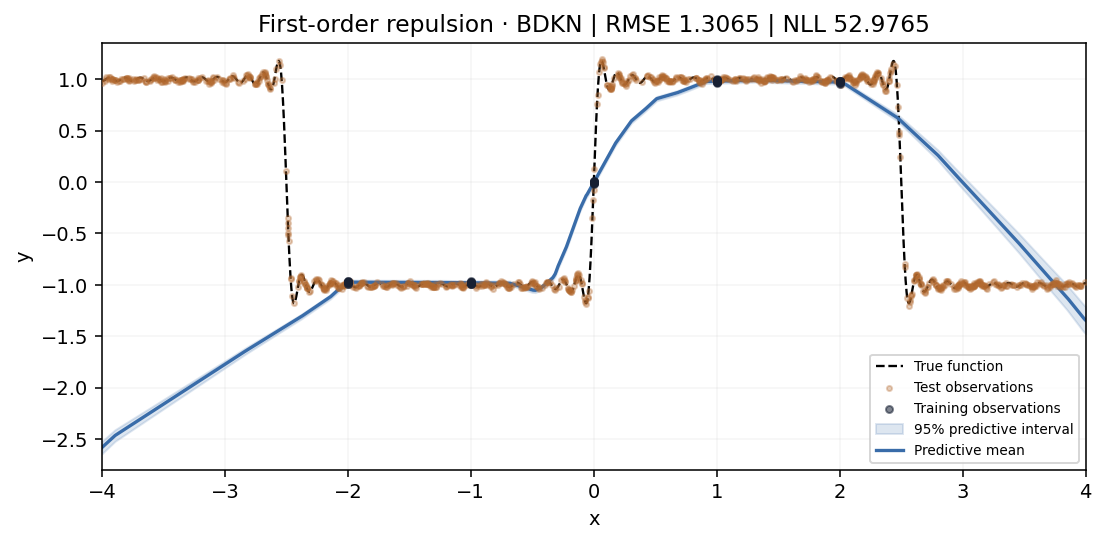 First-order repulsion · BDKN | RMSE 1.3065 | NLL 52.9765
y
1.0
0.5
0.0
−0.5
−1.0
−1.5
−2.0
−2.5
True function
Test observations
Training observations
95% predictive interval
Predictive mean
−4
−3
−2
−1
0
1
2
3
4
x